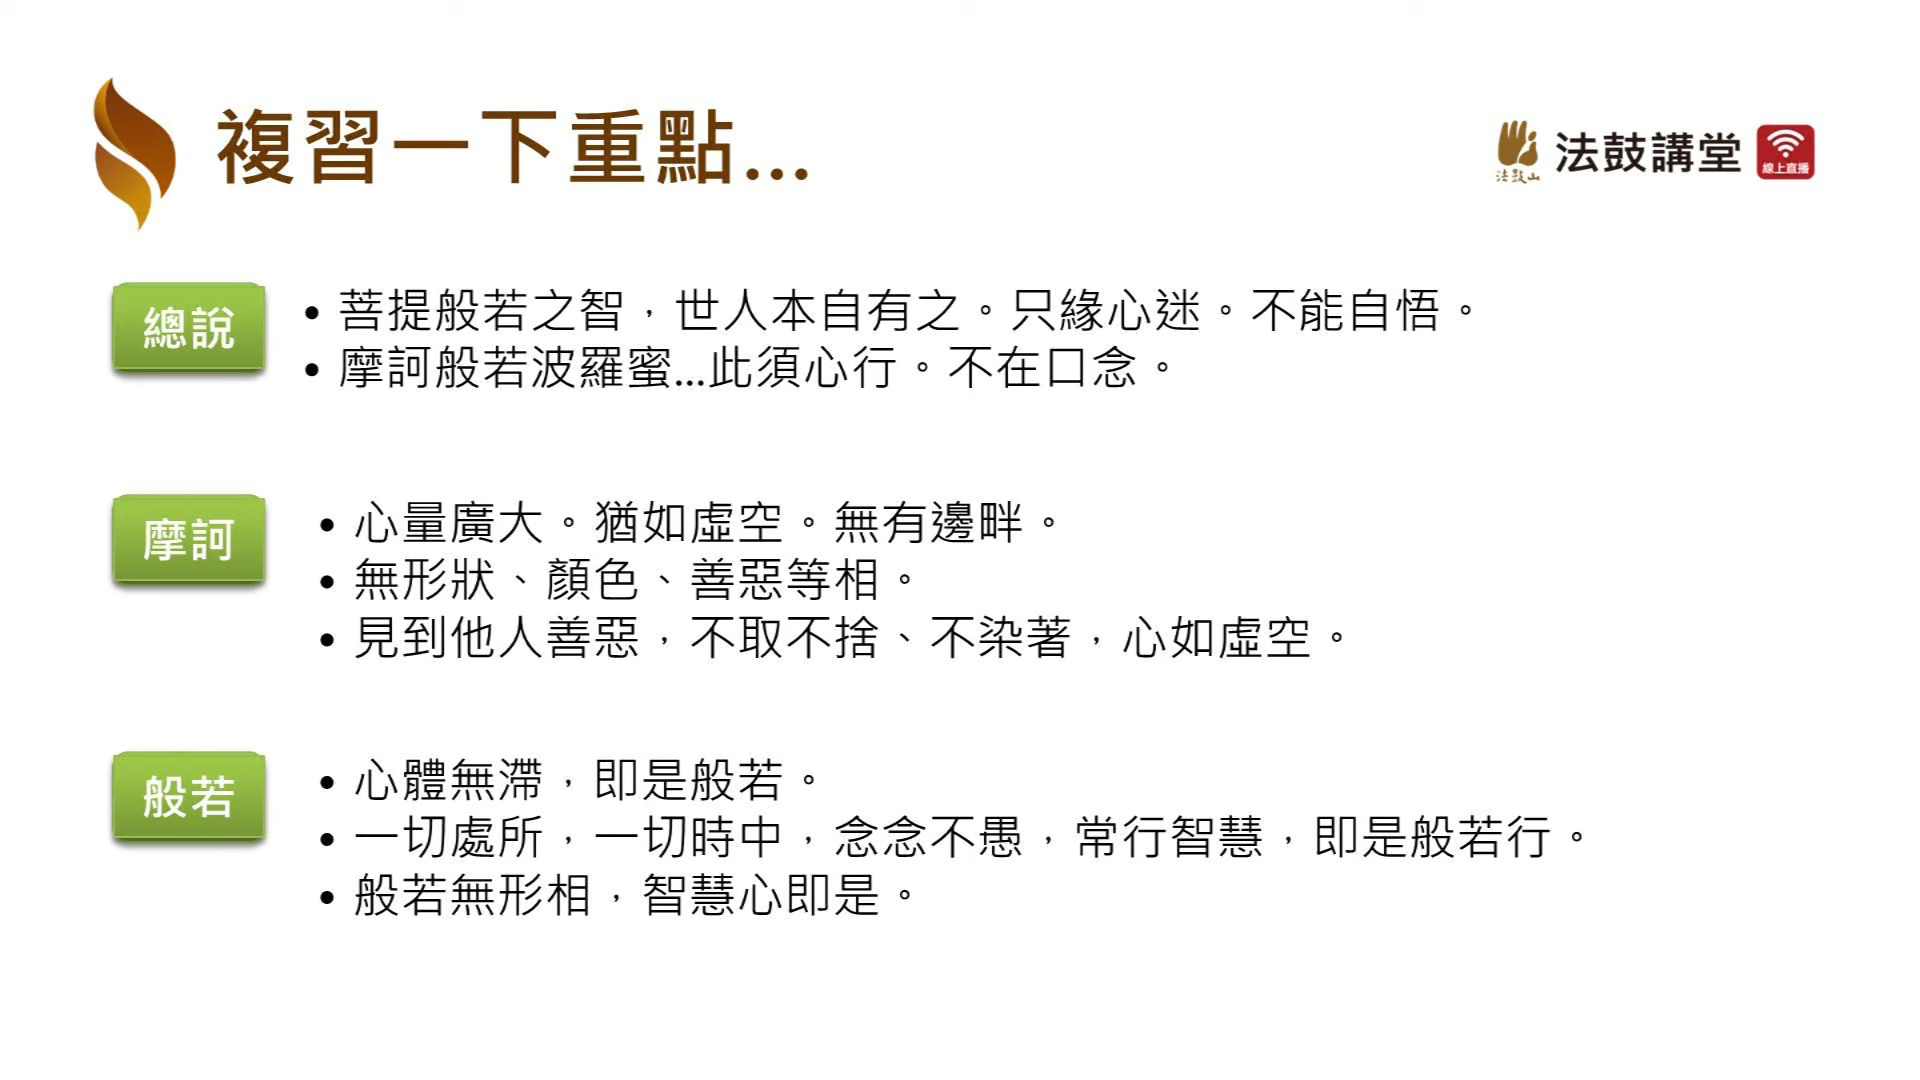 複習一下重點...
法鼓山
法鼓講堂
線上直播
總說
• 菩提般若之智，世人本自有之。只緣心迷。不能自悟。
• 摩訶般若波羅蜜...此須心行。不在口念。
摩訶
• 心量廣大。猶如虛空。無有邊畔。
• 無形狀、顏色、善惡等相。
• 見到他人善惡，不取不捨、不染著，心如虛空。
般若
• 心體無滯，即是般若。
• 一切處所，一切時中，念念不愚，常行智慧，即是般若行。
• 般若無形相，智慧心即是。